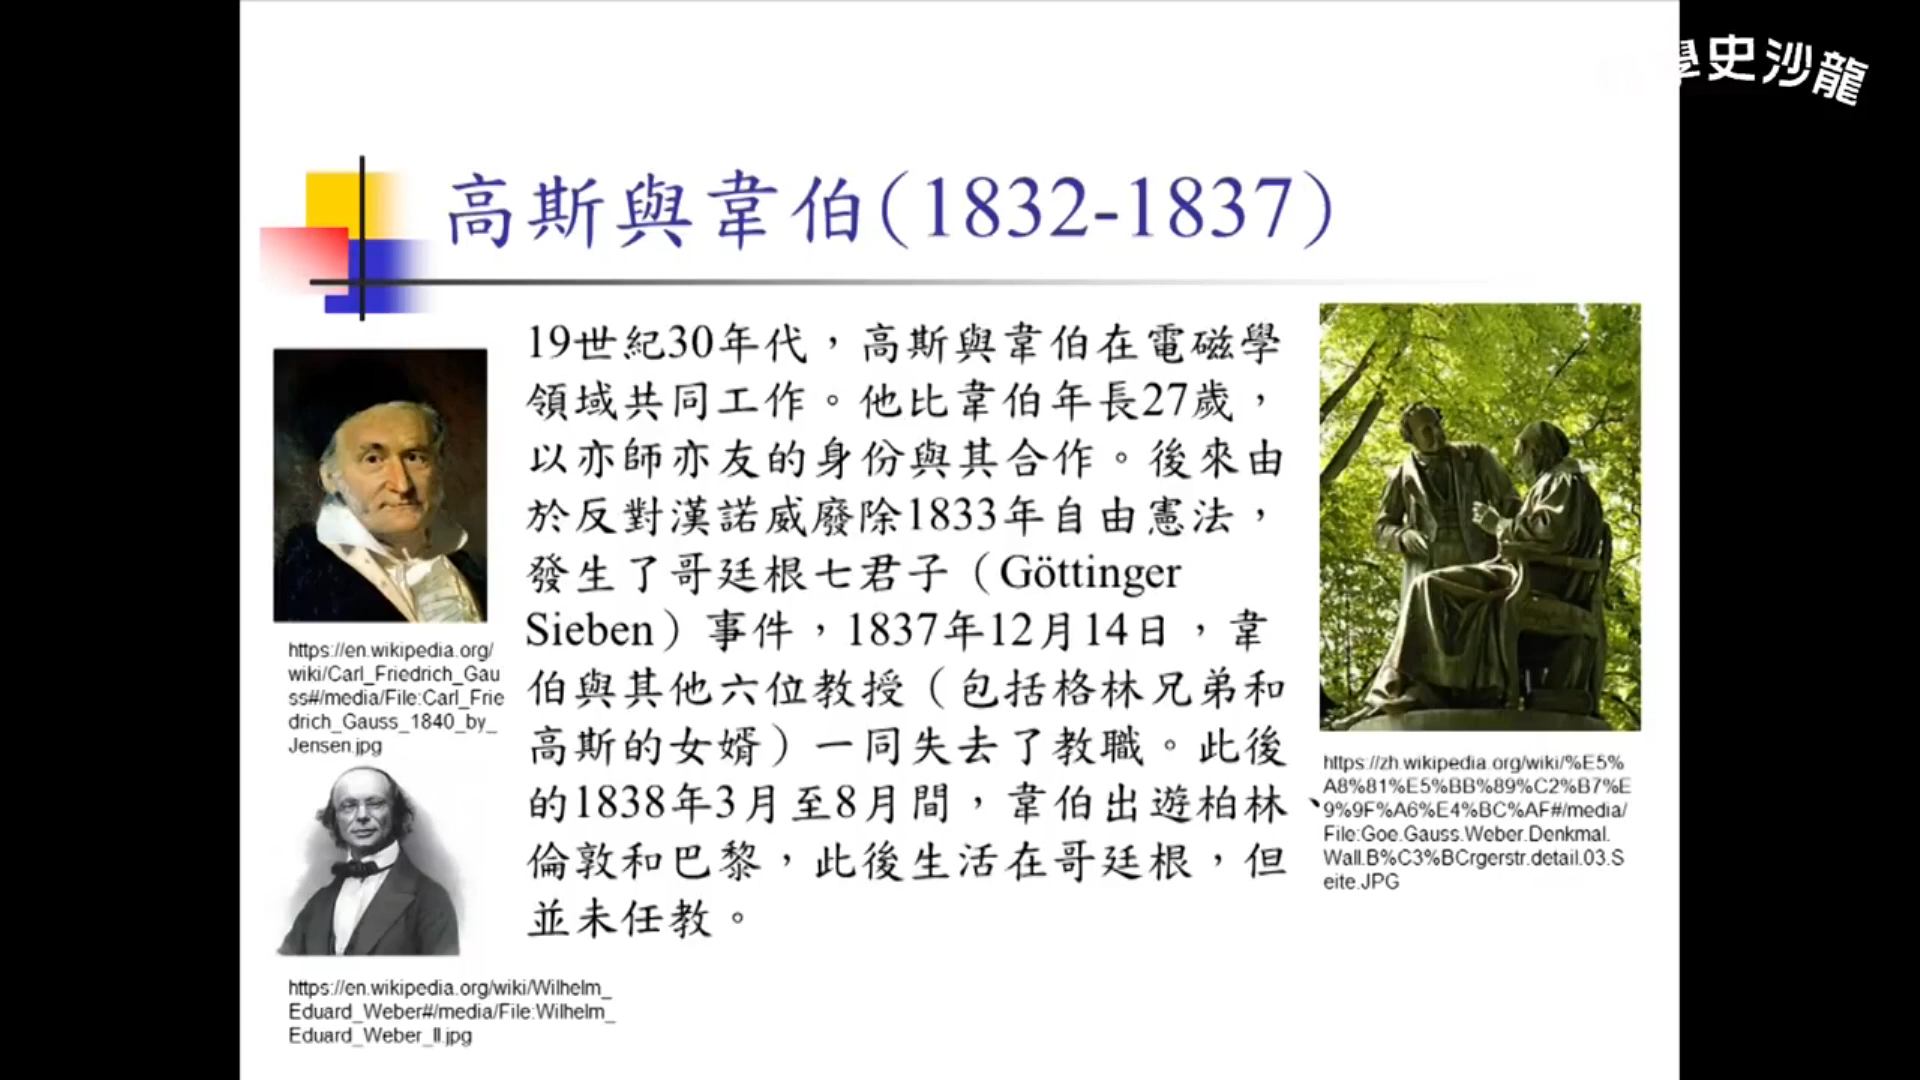 學史沙龍
高斯與韋伯(1832-1837)
19世紀30年代，高斯與韋伯在電磁學
領域共同工作。他比韋伯年長27歲，
以亦師亦友的身份與其合作。後來由
於反對漢諾威廢除1833年自由憲法，
發生了哥廷根七君子（Göttinger
Sieben）事件，1837年12月14日，韋
伯與其他六位教授（包括格林兄弟和
高斯的女婿）一同失去了教職。此後
的1838年3月至8月間，韋伯出遊柏林、
倫敦和巴黎，此後生活在哥廷根，但
並未任教。
https://en.wikipedia.org/
wiki/Carl_Friedrich_Gau
ss#/media/File:Carl_Frie
drich_Gauss_1840_by_
Jensen.jpg
https://en.wikipedia.org/wiki/Wilhelm_
Eduard_Weber#/media/File:Wilhelm_
Eduard_Weber_II.jpg
https://zh.wikipedia.org/wiki/%E5%
A8%81%E5%BB%89%C2%B7%E
9%9F%A6%E4%BC%AF#/media/
File:Goe.Gauss.Weber.Denkmal.
Wall.B%C3%BCrgerstr.detail.03.S
eite.JPG